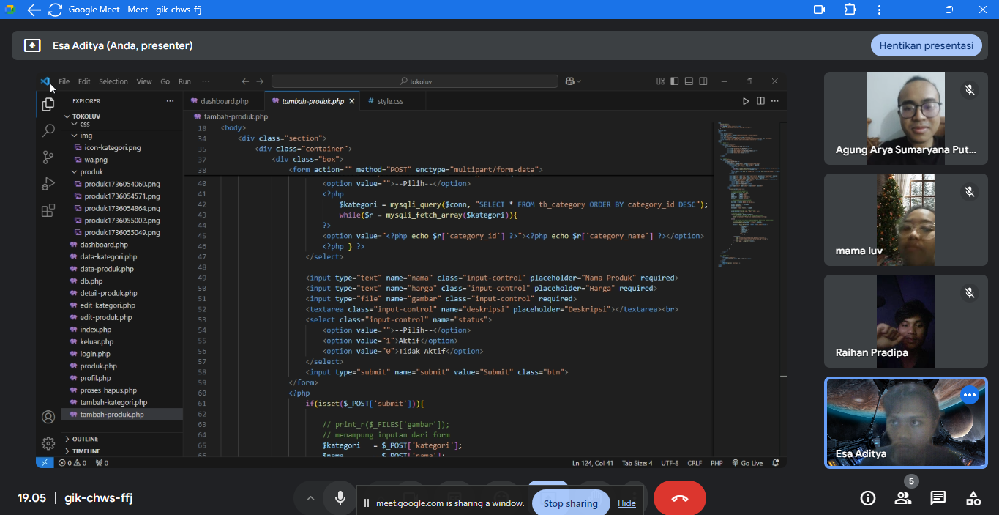 Google Meet - Meet - gik-chws-ffj
Esa Aditya (Anda, presenter)
Hentikan presentasi
File Edit Selection View Go Run ···
tokoluv
EXPLORER ···
TOKOLUV
css
img
icon-kategori.png
wa.png
produk
produk1736054060.png
produk1736054571.png
produk1736054864.png
produk1736055002.png
produk1736055049.png
dashboard.php
data-kategori.php
data-produk.php
db.php
detail-produk.php
edit-kategori.php
edit-produk.php
index.php
keluar.php
login.php
produk.php
profil.php
proses-hapus.php
tambah-kategori.php
tambah-produk.php
OUTLINE
TIMELINE
dashboard.php tambah-produk.php # style.css
tambah-produk.php
18 <body>
34 <div class="section">
35 <div class="container">
37 <div class="box">
38 <form action="" method="POST" enctype="multipart/form-data">
40 <option value="">--Pilih--</option>
41 <?php
42 $kategori = mysqli_query($conn, "SELECT * FROM tb_category ORDER BY category_id DESC");
43 while($r = mysqli_fetch_array($kategori)){
44 ?>
45 <option value="<?php echo $r['category_id'] ?>"><?php echo $r['category_name'] ?></option>
46 <?php } ?>
47 </select>
48
49 <input type="text" name="nama" class="input-control" placeholder="Nama Produk" required>
50 <input type="text" name="harga" class="input-control" placeholder="Harga" required>
51 <input type="file" name="gambar" class="input-control" required>
52 <textarea class="input-control" name="deskripsi" placeholder="Deskripsi"></textarea><br>
53 <select class="input-control" name="status">
54 <option value="">--Pilih--</option>
55 <option value="1">Aktif</option>
56 <option value="0">Tidak Aktif</option>
57 </select>
58 <input type="submit" name="submit" value="Submit" class="btn">
59 </form>
60 <?php
61 if(isset($_POST['submit'])){
62
63 // print_r($_FILES['gambar']);
64 // menampung inputan dari form
65 $kategori = $_POST['kategori'];
66 $nama = $_POST['nama'];
0 0 0 Ln 124, Col 41 Tab Size: 4 UTF-8 CRLF PHP Go Live
Agung Arya Sumaryana Put...
mama luv
Raihan Pradipa
Esa Aditya
19.05 | gik-chws-ffj
meet.google.com is sharing a window. Stop sharing Hide
5